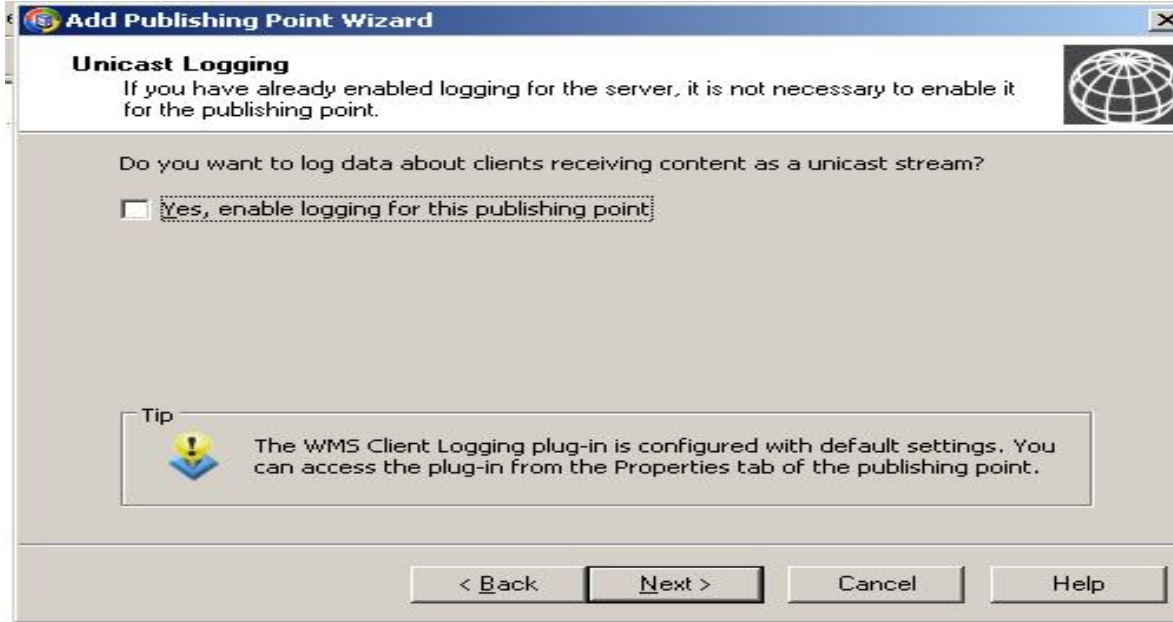 Add Publishing Point Wizard
Unicast Logging
If you have already enabled logging for the server, it is not necessary to enable it
for the publishing point.
Do you want to log data about clients receiving content as a unicast stream?
Yes, enable logging for this publishing point
Tip
The WMS Client Logging plug-in is configured with default settings. You
can access the plug-in from the Properties tab of the publishing point.
< Back
Next >
Cancel
Help